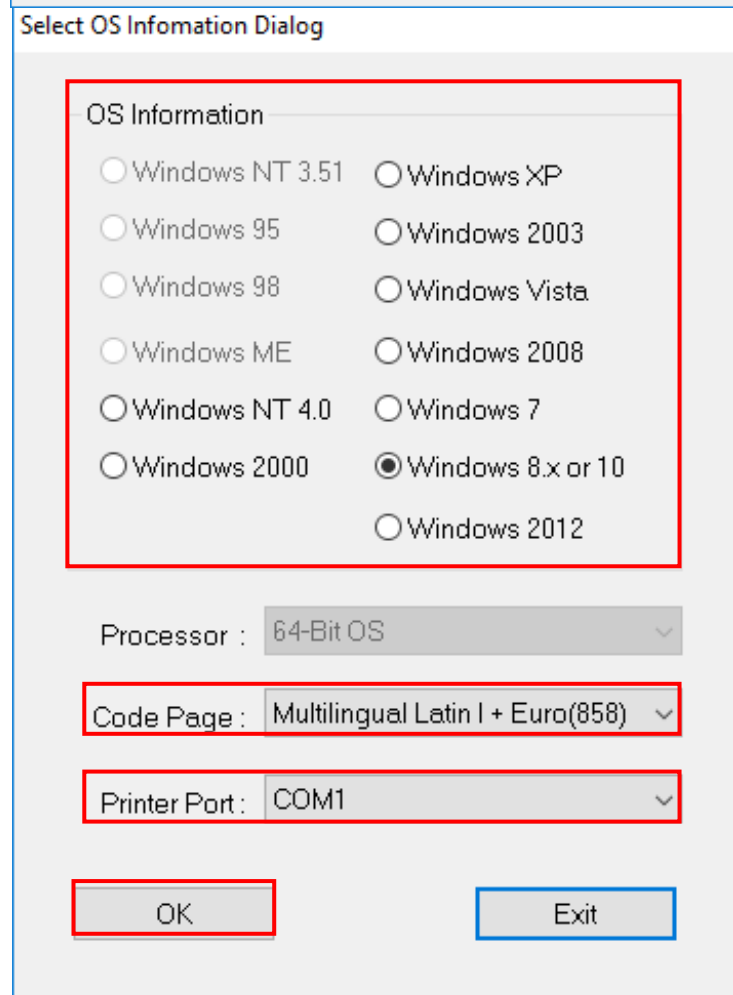 Select OS Infomation Dialog
OS Information
Windows NT 3.51
Windows XP
Windows 95
Windows 2003
Windows 98
Windows Vista
Windows ME
Windows 2008
Windows NT 4.0
Windows 7
Windows 2000
Windows 8.x or 10
Windows 2012
Processor : 64-Bit OS
Code Page : Multilingual Latin I + Euro(858)
Printer Port : COM1
OK
Exit